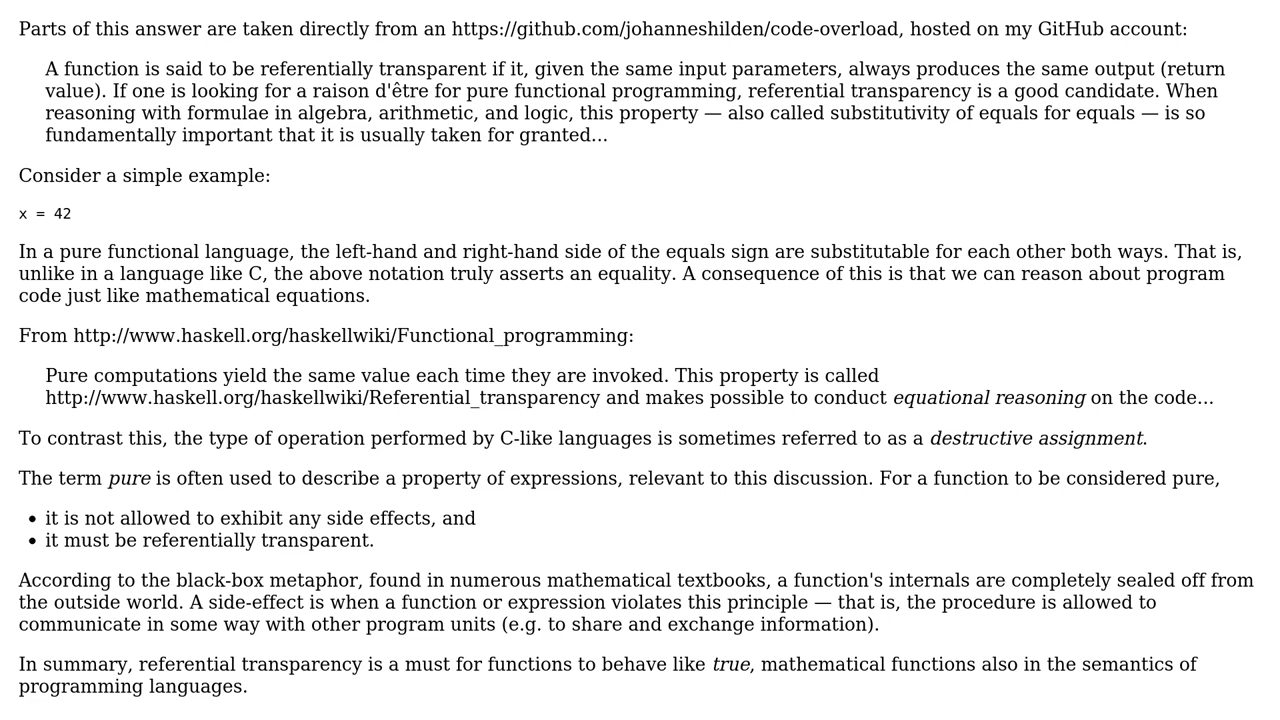 Parts of this answer are taken directly from an https://github.com/johanneshilden/code-overload, hosted on my GitHub account:
A function is said to be referentially transparent if it, given the same input parameters, always produces the same output (return
value). If one is looking for a raison d'être for pure functional programming, referential transparency is a good candidate. When
reasoning with formulae in algebra, arithmetic, and logic, this property — also called substitutivity of equals for equals — is so
fundamentally important that it is usually taken for granted...
Consider a simple example:
x = 42
In a pure functional language, the left-hand and right-hand side of the equals sign are substitutable for each other both ways. That is,
unlike in a language like C, the above notation truly asserts an equality. A consequence of this is that we can reason about program
code just like mathematical equations.
From http://www.haskell.org/haskellwiki/Functional_programming:
Pure computations yield the same value each time they are invoked. This property is called
http://www.haskell.org/haskellwiki/Referential_transparency and makes possible to conduct equational reasoning on the code...
To contrast this, the type of operation performed by C-like languages is sometimes referred to as a destructive assignment.
The term pure is often used to describe a property of expressions, relevant to this discussion. For a function to be considered pure,
• it is not allowed to exhibit any side effects, and
• it must be referentially transparent.
According to the black-box metaphor, found in numerous mathematical textbooks, a function's internals are completely sealed off from
the outside world. A side-effect is when a function or expression violates this principle — that is, the procedure is allowed to
communicate in some way with other program units (e.g. to share and exchange information).
In summary, referential transparency is a must for functions to behave like true, mathematical functions also in the semantics of
programming languages.